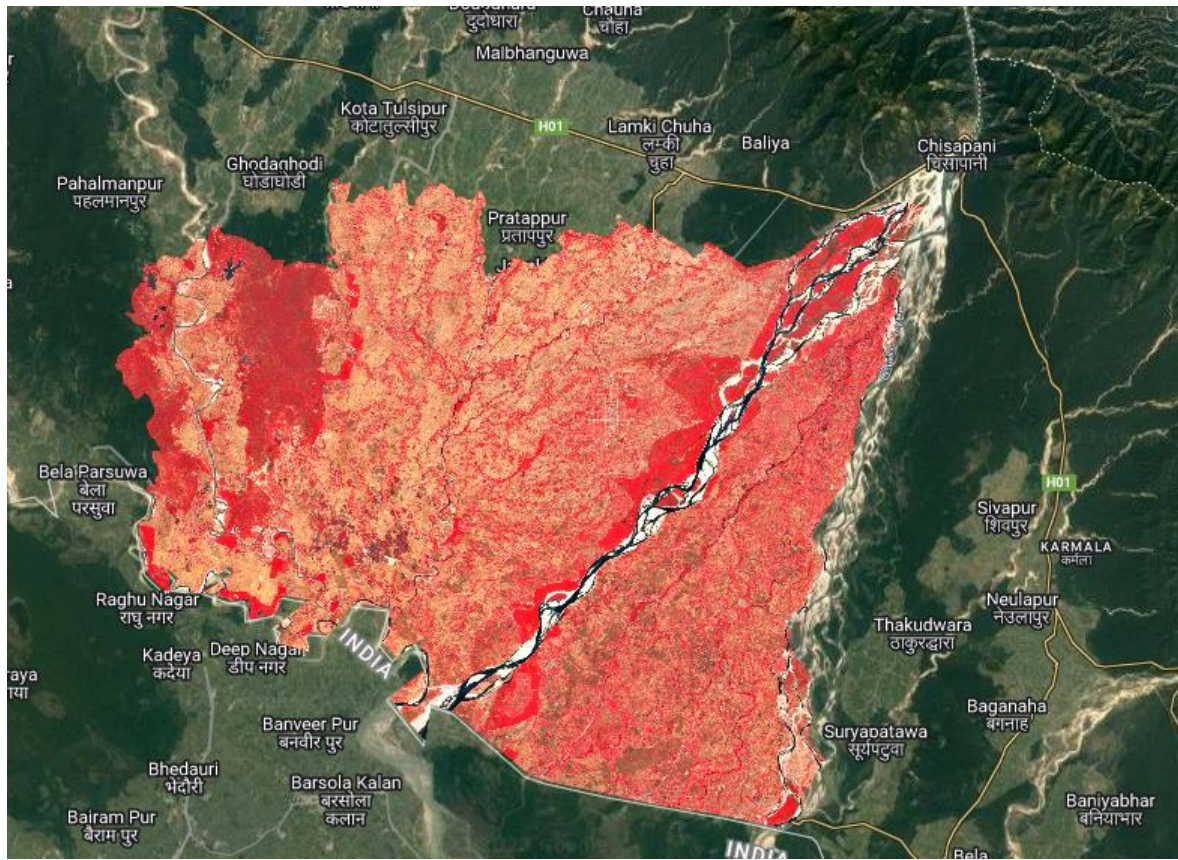 दुदोधारा
Chauha
चौहा
Malbhanguwa
Kota Tulsipur
कोटातुल्सीपुर
H01
Lamki Chuha
लम्की
चुहा
Baliya
Chisapani
चिसापानी
Ghodaghodi
घोडाघोडी
Pahalmanpur
पहलमानपुर
Pratappur
प्रतापपुर
Bela Parsuwa
बेला
परसुवा
H01
Sivapur
शिवपुर
KARMALA
कर्मला
Raghu Nagar
राघु नगर
Neulapur
नेउलापुर
Thakudwara
ठाकुरद्धारा
Deep Nagar
डीप नगर
INDIA
Kadeya
कदेया
Baganaha
बगनाह
Banveer Pur
बनवीर पुर
Suryapatawa
सूर्यपटुवा
Bhedauri
भेदौरी
Barsola Kalan
बरसोला
कलान
Bairam Pur
बैराम पुर
Baniyabhar
बनियाभार
INDIA
Bela